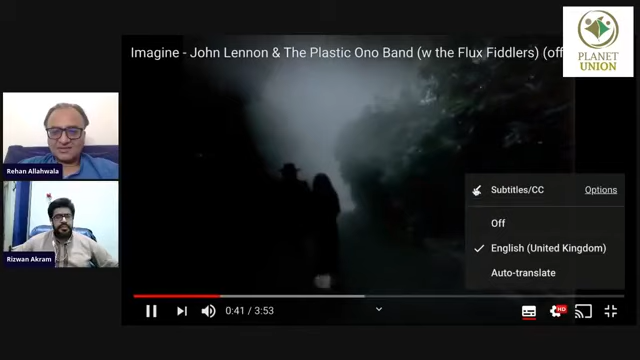 Imagine - John Lennon & The Plastic Ono Band (w the Flux Fiddlers) (off
PLANET
UNION
Rehan Allahwala
Rizwan Akram
Subtitles/CC
Options
Off
English (United Kingdom)
Auto-translate
0:41 / 3:53
HD